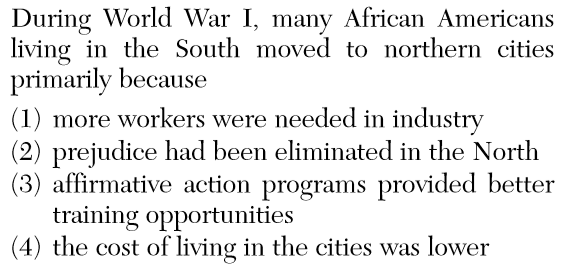 During World War I, many African Americans
living in the South moved to northern cities
primarily because
(1) more workers were needed in industry
(2) prejudice had been eliminated in the North
(3) affirmative action programs provided better
training opportunities
(4) the cost of living in the cities was lower